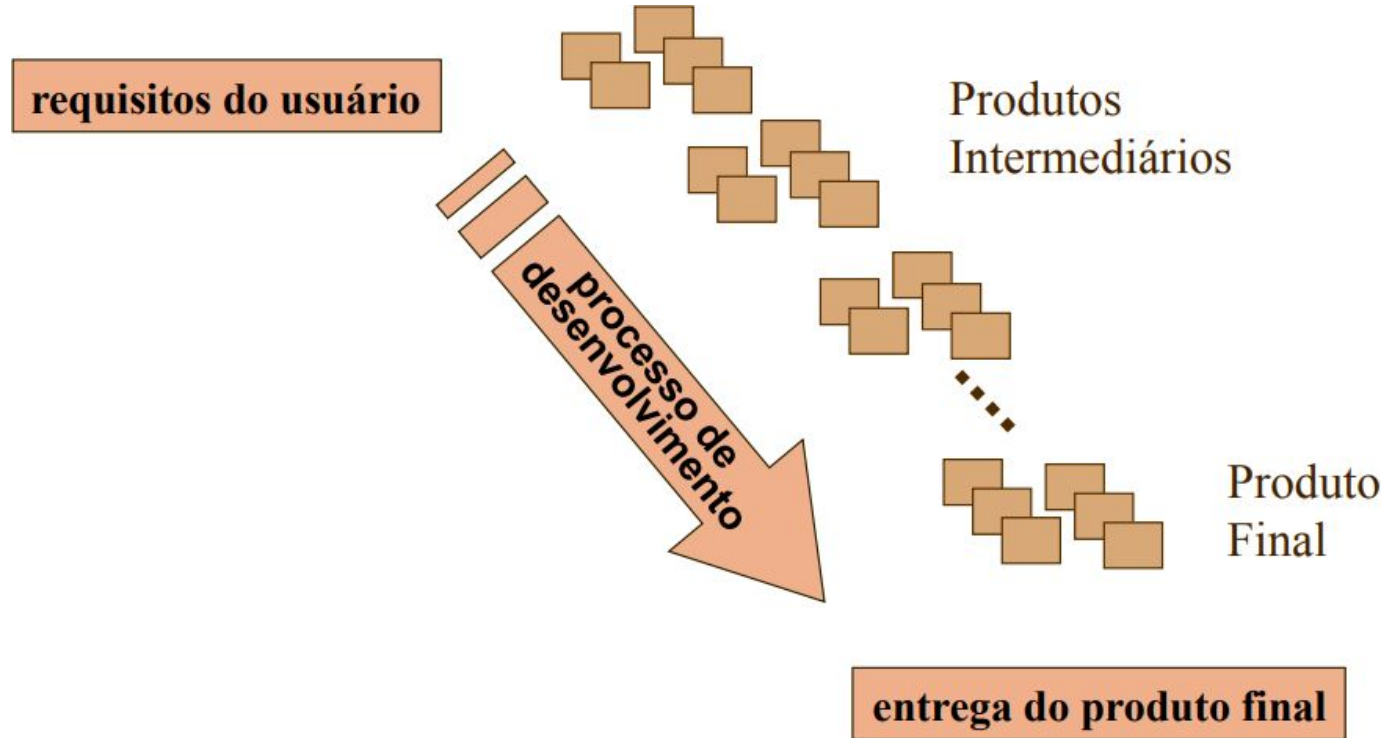 requisitos do usuário
Produtos
Intermediários
processo de
desenvolvimento
Produto
Final
entrega do produto final